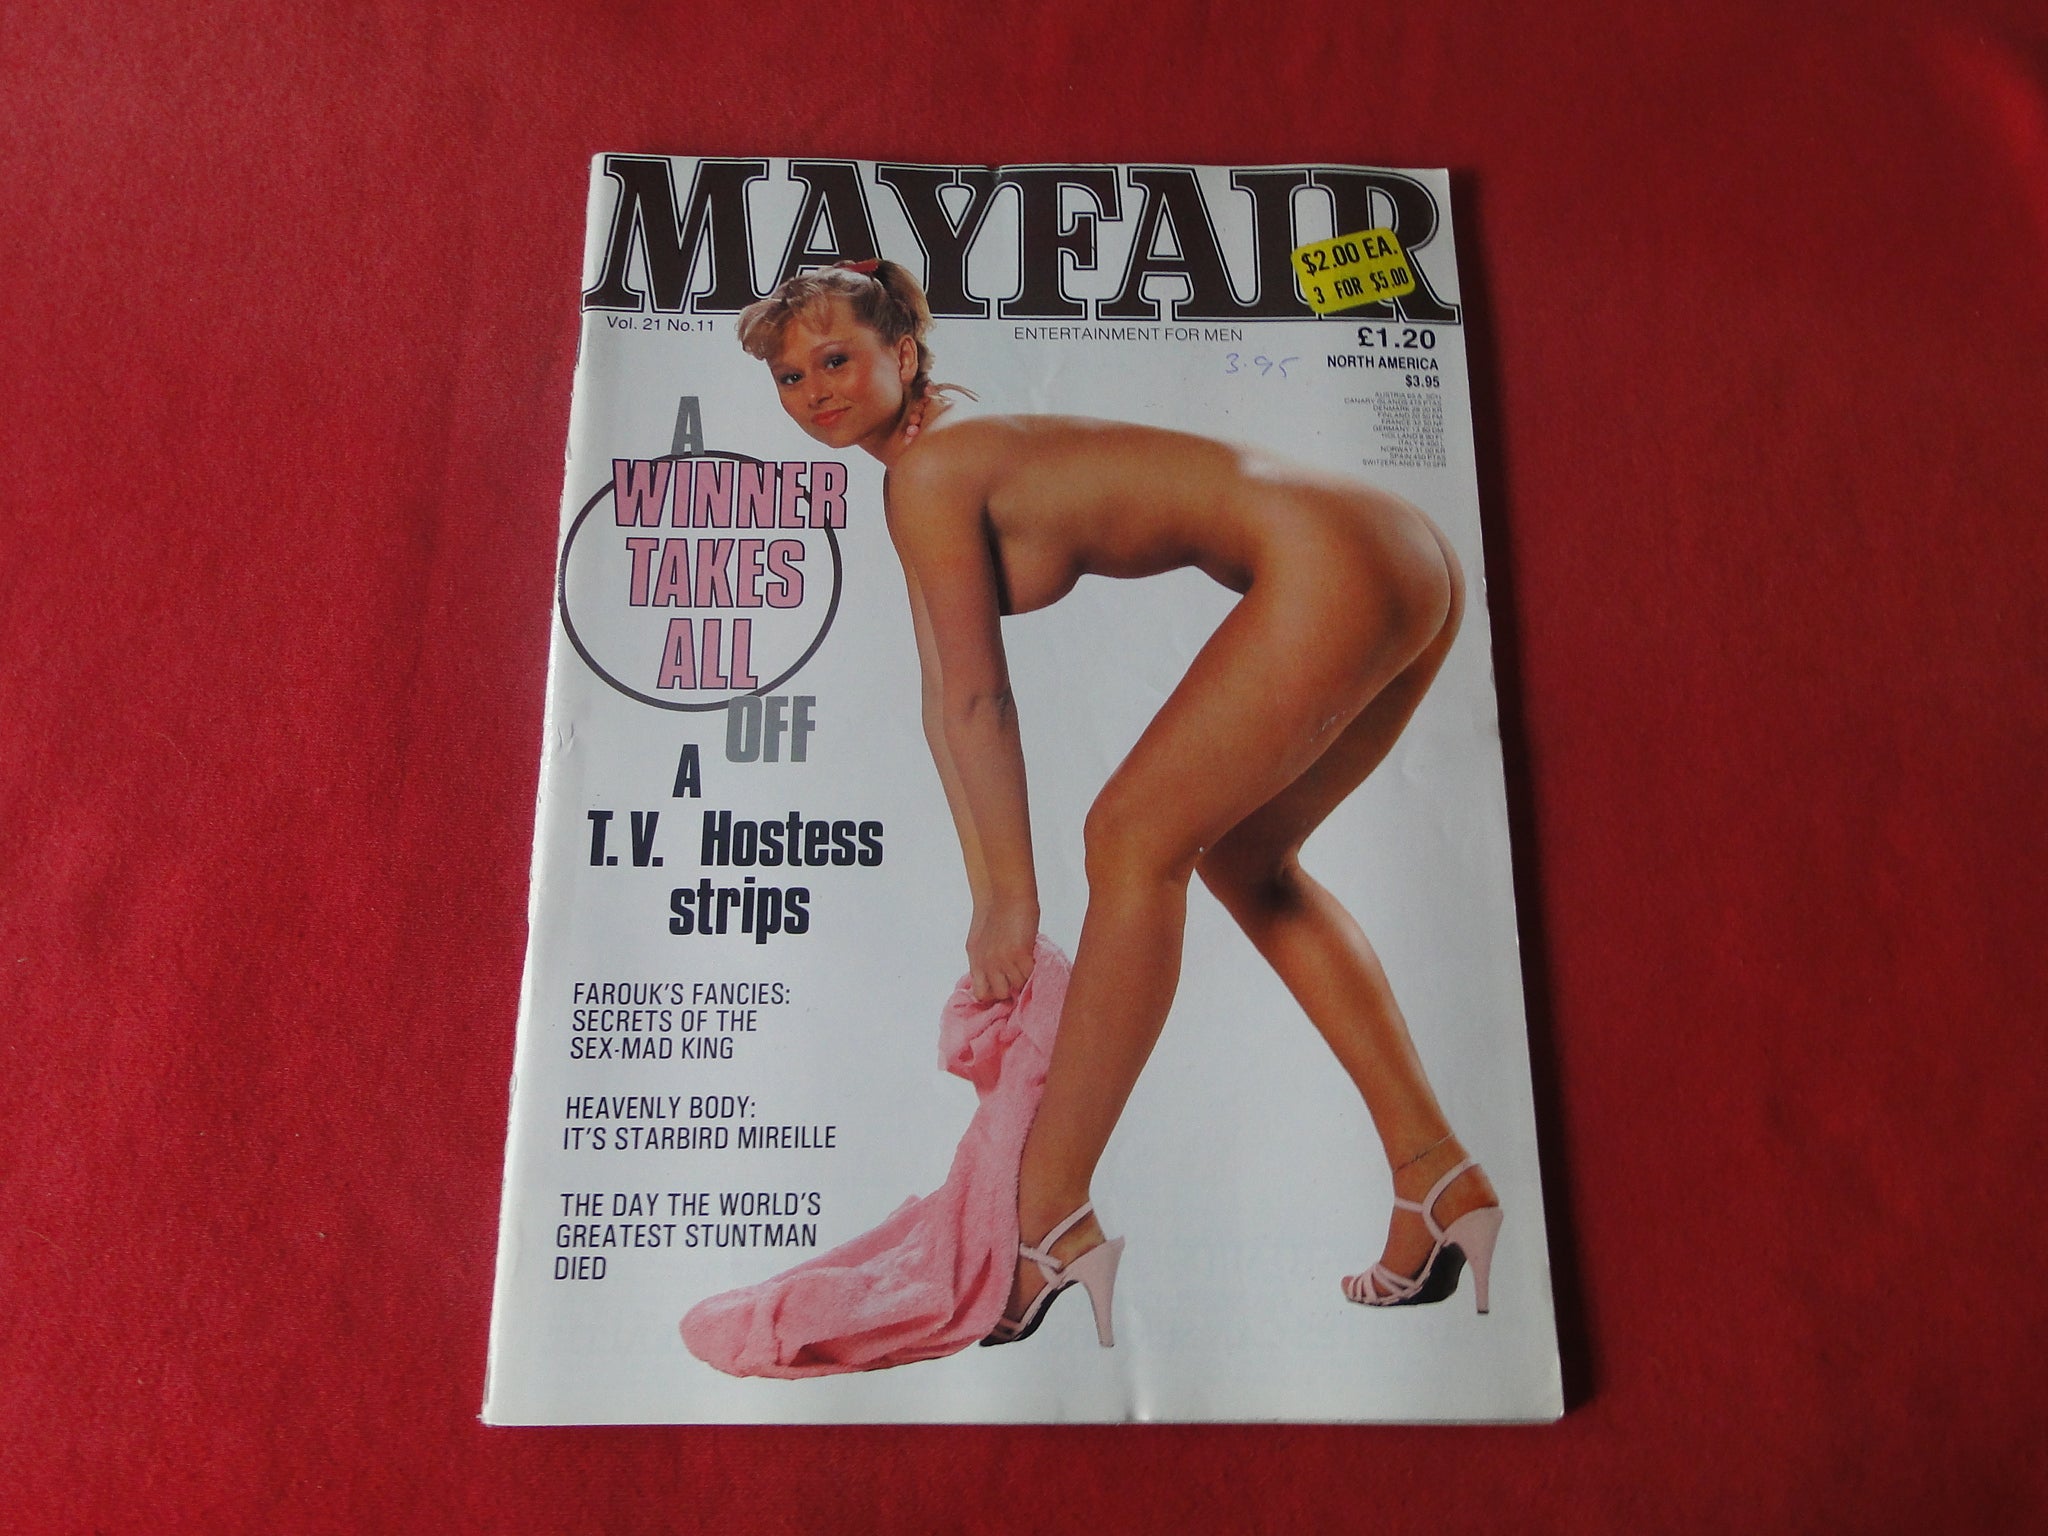 MAYFAIR
$2.00 EA.
3 FOR $5.00
Vol. 21 No.11
ENTERTAINMENT FOR MEN
£1.20
3.95
NORTH AMERICA
$3.95
A
WINNER
TAKES
ALL
OFF
A
T.V. Hostess
strips
FAROUK'S FANCIES:
SECRETS OF THE
SEX-MAD KING
HEAVENLY BODY:
IT'S STARBIRD MIREILLE
THE DAY THE WORLD'S
GREATEST STUNTMAN
DIED